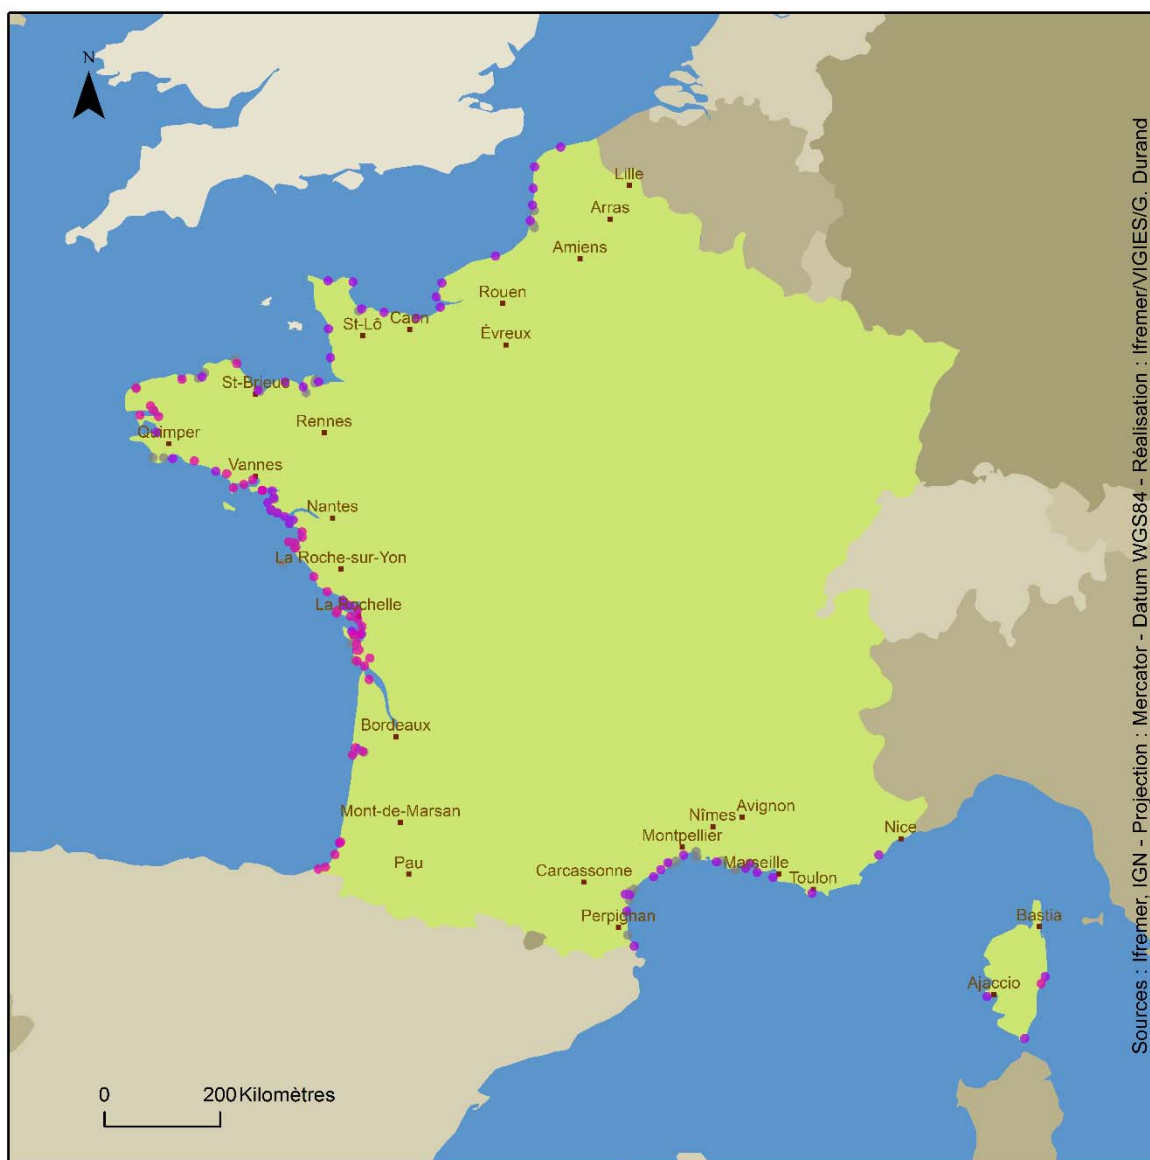 N
Lille
Arras
Amiens
Rouen
Caen
St-Lô
Évreux
St-Brieuc
Rennes
Quimper
Vannes
Nantes
La Roche-sur-Yon
La Rochelle
Bordeaux
Mont-de-Marsan
Avignon
Nîmes
Montpellier
Nice
Marseille
Pau
Carcassonne
Toulon
Perpignan
Bastia
Ajaccio
0 200 Kilomètres
Sources : Ifremer, IGN - Projection : Mercator - Datum WGS84 - Réalisation : Ifremer/VIGIES/G. Durand